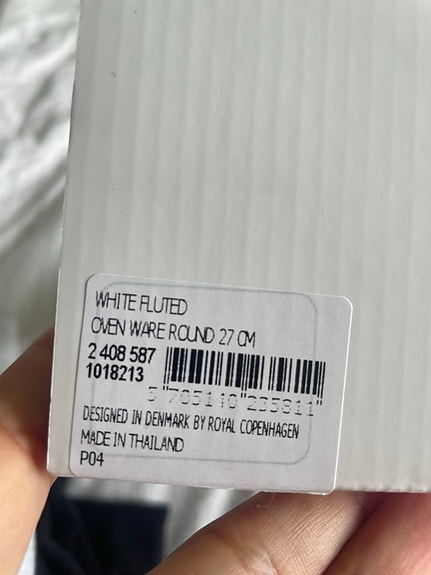 WHITE FLUTED
OVEN WARE ROUND 27 CM
2 408 587
1018213
5 705140 235811
DESIGNED IN DENMARK BY ROYAL COPENHAGEN
MADE IN THAILAND
P04